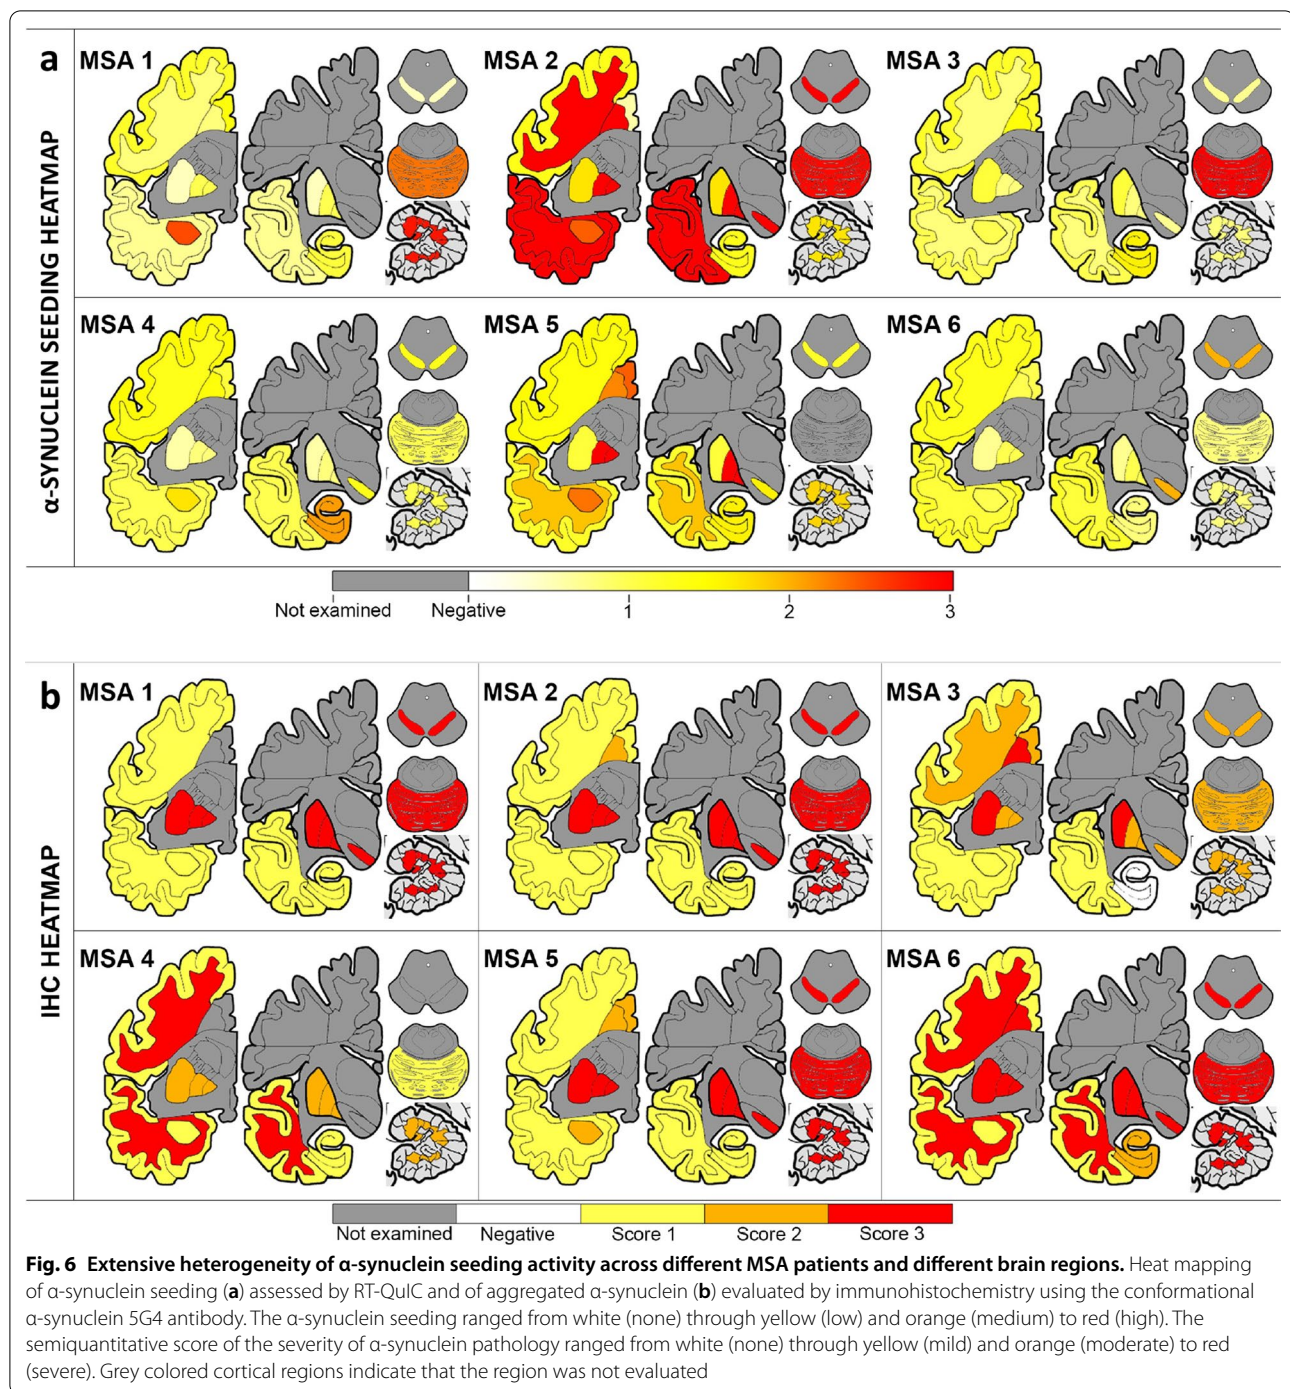 a
α-SYNUCLEIN SEEDING HEATMAP
MSA 1
MSA 2
MSA 3
MSA 4
MSA 5
MSA 6
Not examined
Negative
1
2
3
b
IHC HEATMAP
MSA 1
MSA 2
MSA 3
MSA 4
MSA 5
MSA 6
Not examined
Negative
Score 1
Score 2
Score 3
Fig. 6 Extensive heterogeneity of α-synuclein seeding activity across different MSA patients and different brain regions. Heat mapping
of α-synuclein seeding (a) assessed by RT-QuIC and of aggregated α-synuclein (b) evaluated by immunohistochemistry using the conformational
α-synuclein 5G4 antibody. The α-synuclein seeding ranged from white (none) through yellow (low) and orange (medium) to red (high). The
semiquantitative score of the severity of α-synuclein pathology ranged from white (none) through yellow (mild) and orange (moderate) to red
(severe). Grey colored cortical regions indicate that the region was not evaluated